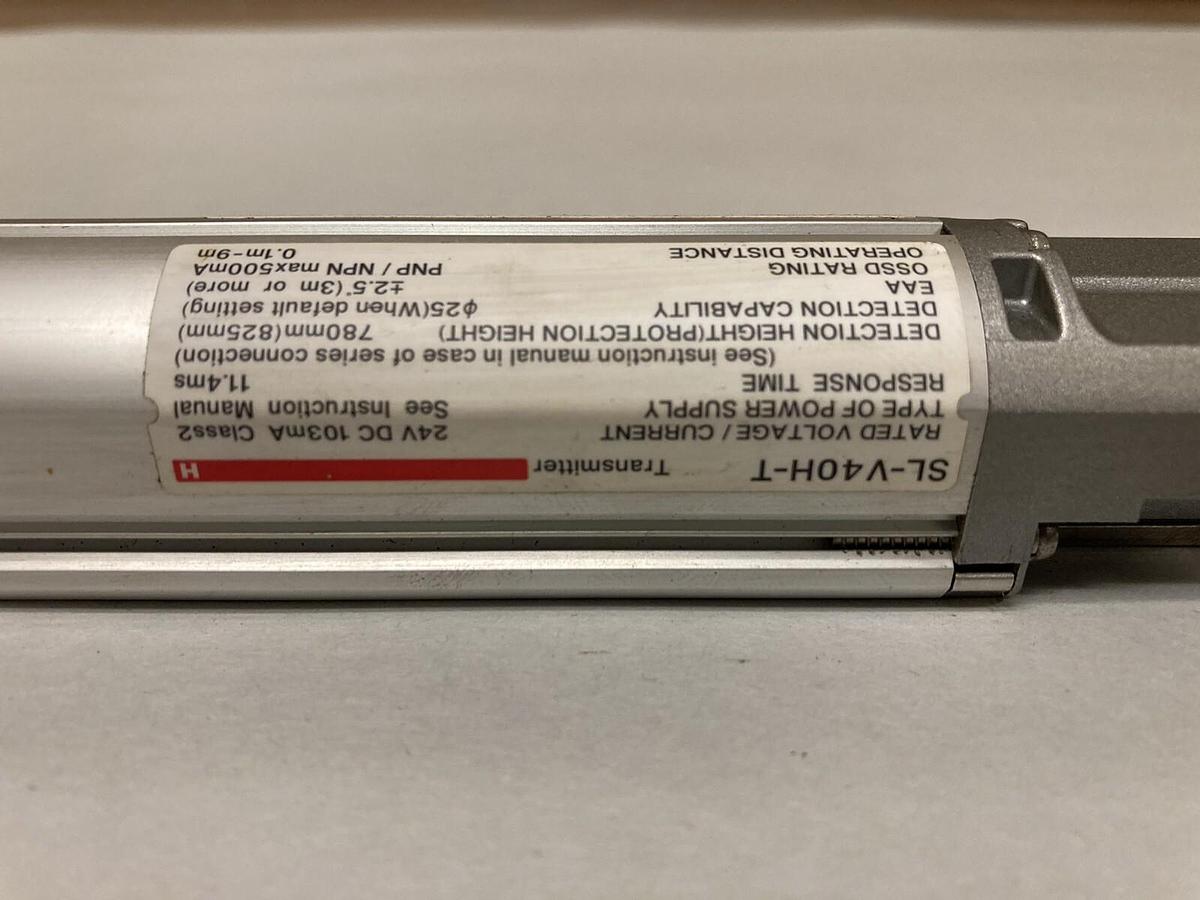 SL-V40H-T Transmitter H
RATED VOLTAGE / CURRENT 24V DC 103mA Class2
TYPE OF POWER SUPPLY See Instruction Manual
RESPONSE TIME 11.4ms
(See instruction manual in case of series connection)
DETECTION HEIGHT(PROTECTION HEIGHT) 780mm(825mm)
DETECTION CAPABILITY φ25(When default setting)
EAA ±2.5°(3m or more)
OSSD RATING PNP / NPN max500mA
OPERATING DISTANCE 0.1m-9m